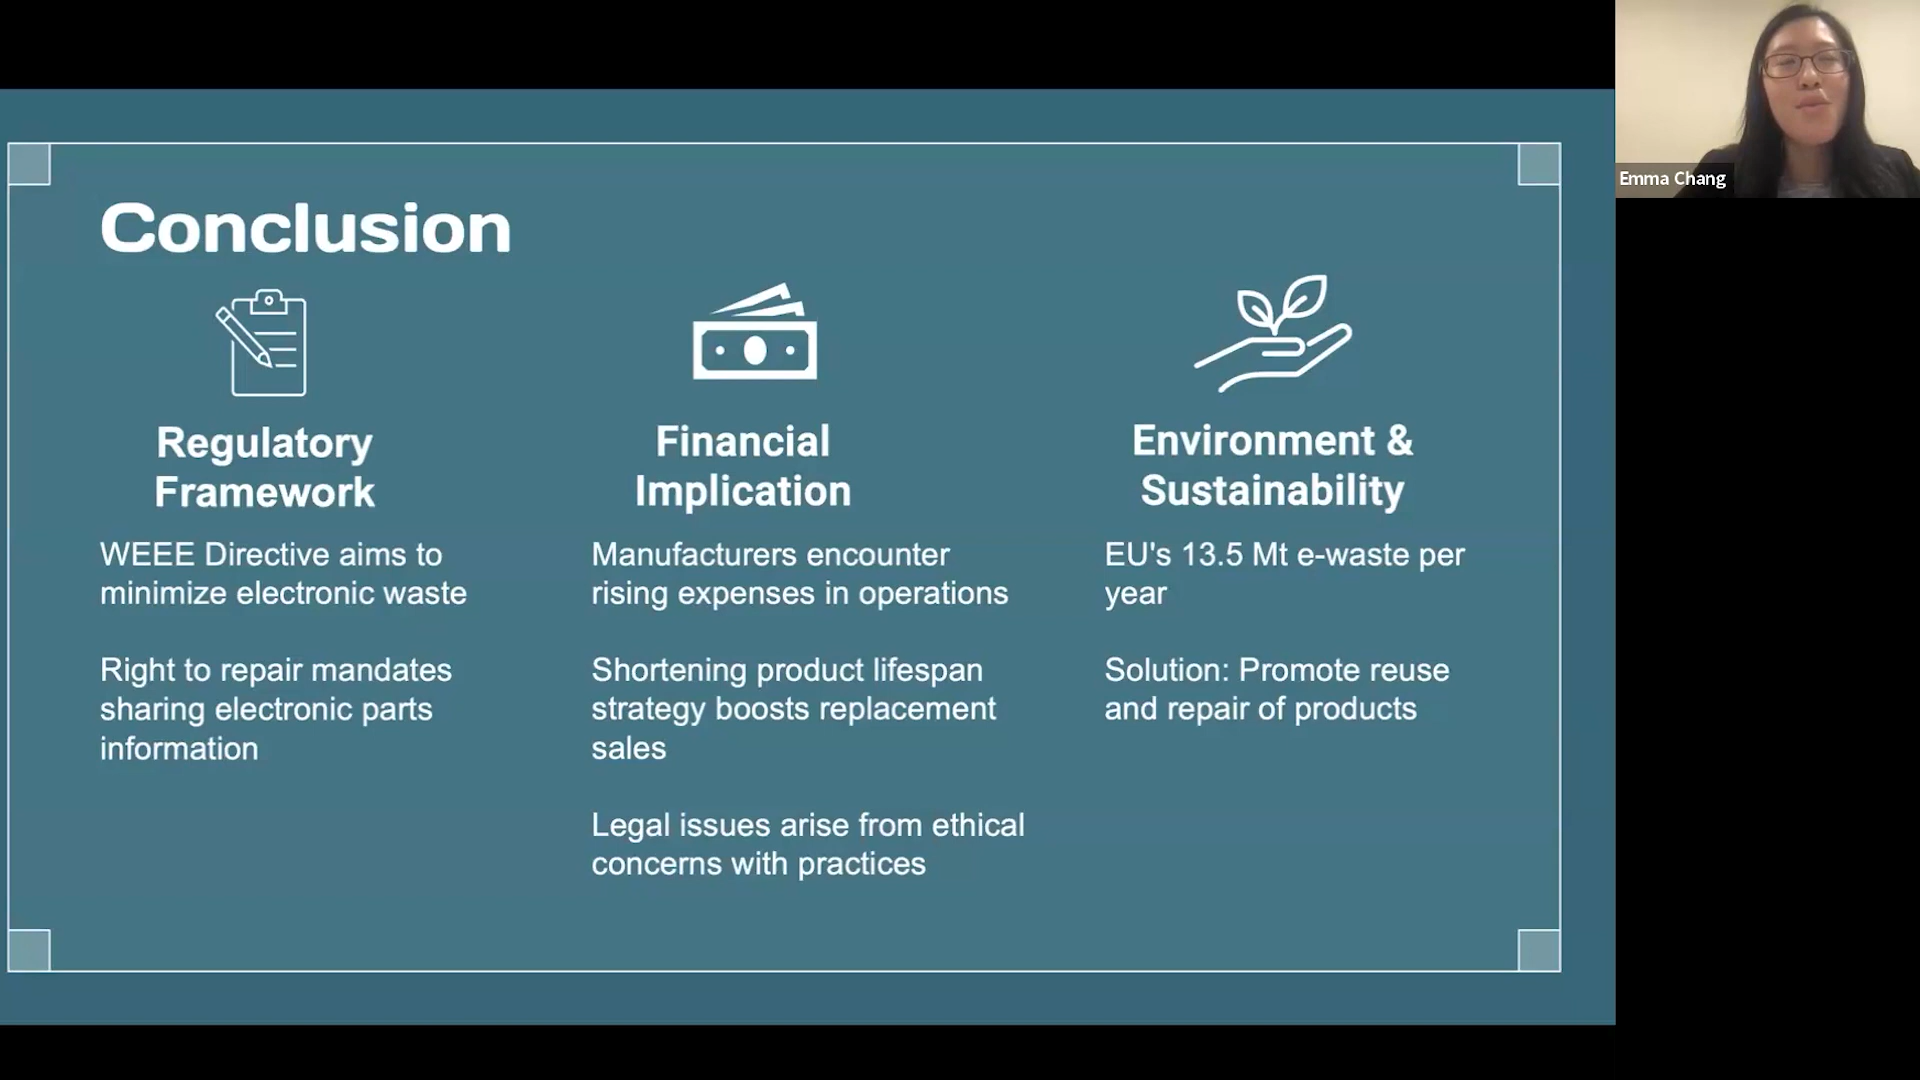 Conclusion
Regulatory
Framework
WEEE Directive aims to
minimize electronic waste
Right to repair mandates
sharing electronic parts
information
Financial
Implication
Manufacturers encounter
rising expenses in operations
Shortening product lifespan
strategy boosts replacement
sales
Legal issues arise from ethical
concerns with practices
Environment &
Sustainability
EU's 13.5 Mt e-waste per
year
Solution: Promote reuse
and repair of products
Emma Chang